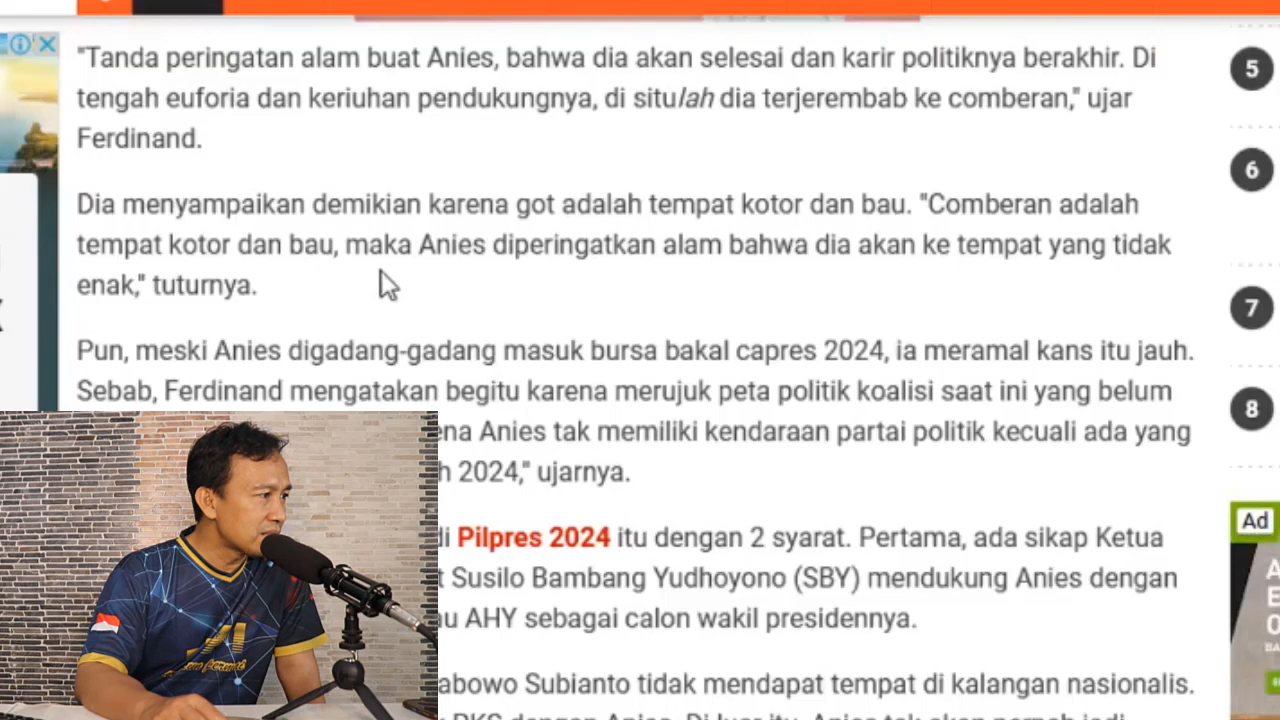 "Tanda peringatan alam buat Anies, bahwa dia akan selesai dan karir politiknya berakhir. Di
tengah euforia dan keriuhan pendukungnya, di situlah dia terjerembab ke comberan," ujar
Ferdinand.
Dia menyampaikan demikian karena got adalah tempat kotor dan bau. "Comberan adalah
tempat kotor dan bau, maka Anies diperingatkan alam bahwa dia akan ke tempat yang tidak
enak," tuturnya.
Pun, meski Anies digadang-gadang masuk bursa bakal capres 2024, ia meramal kans itu jauh.
Sebab, Ferdinand mengatakan begitu karena merujuk peta politik koalisi saat ini yang belum
Anies tak memiliki kendaraan partai politik kecuali ada yang
2024," ujarnya.
Pilpres 2024 itu dengan 2 syarat. Pertama, ada sikap Ketua
Susilo Bambang Yudhoyono (SBY) mendukung Anies dengan
AHY sebagai calon wakil presidennya.
Subianto tidak mendapat tempat di kalangan nasionalis.
5
6
7
8
Ad